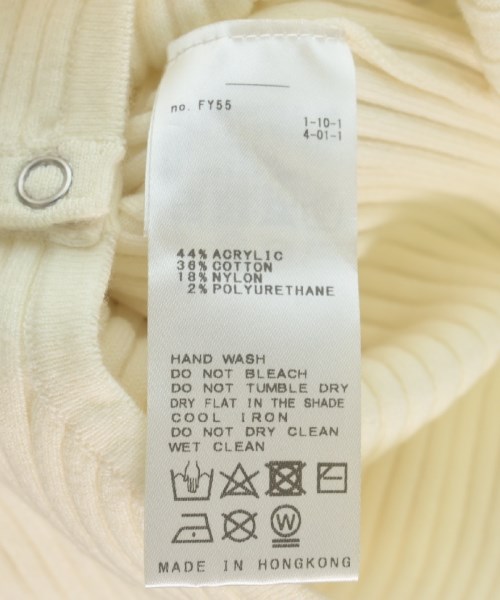 no. FY55
1-10-1
4-01-1
44% ACRYLIC
36% COTTON
18% NYLON
2% POLYURETHANE
HAND WASH
DO NOT BLEACH
DO NOT TUMBLE DRY
DRY FLAT IN THE SHADE
COOL IRON
DO NOT DRY CLEAN
WET CLEAN
W
MADE IN HONGKONG